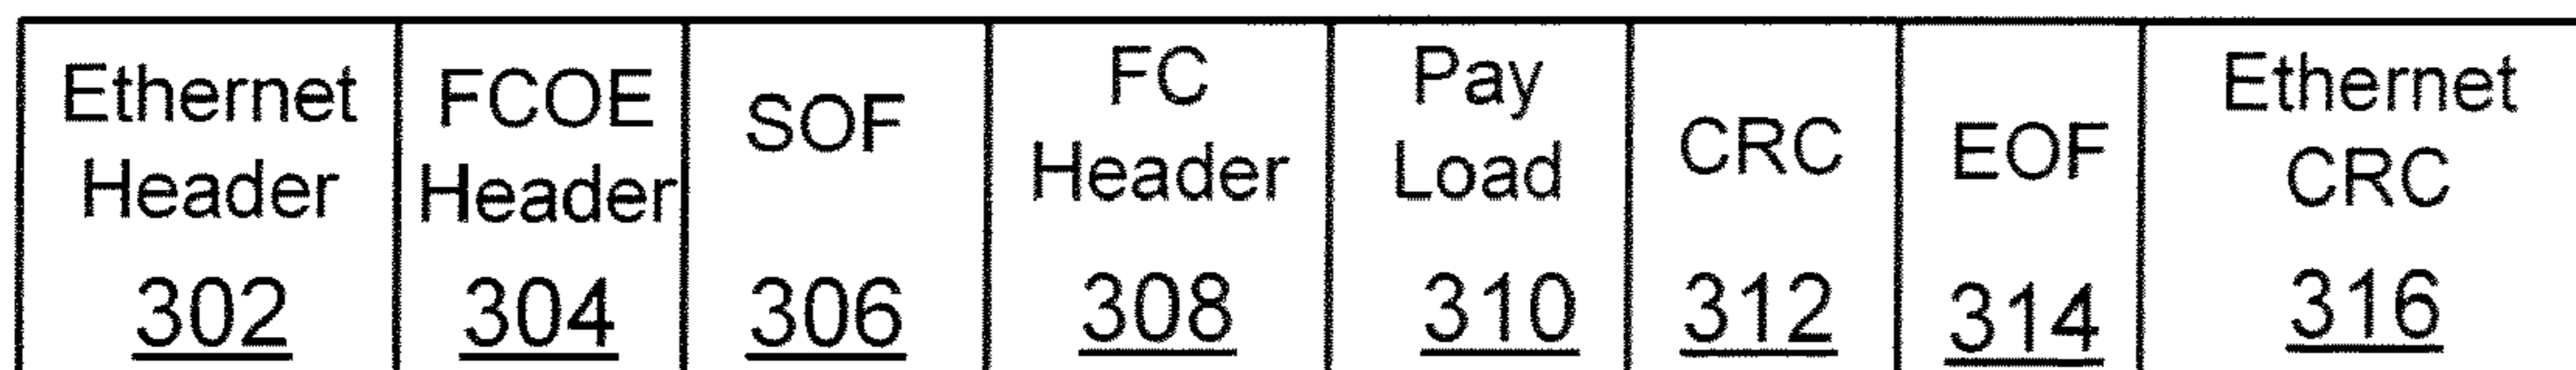 Ethernet Header 302
FCOE Header 304
SOF 306
FC Header 308
Pay Load 310
CRC 312
EOF 314
Ethernet CRC 316